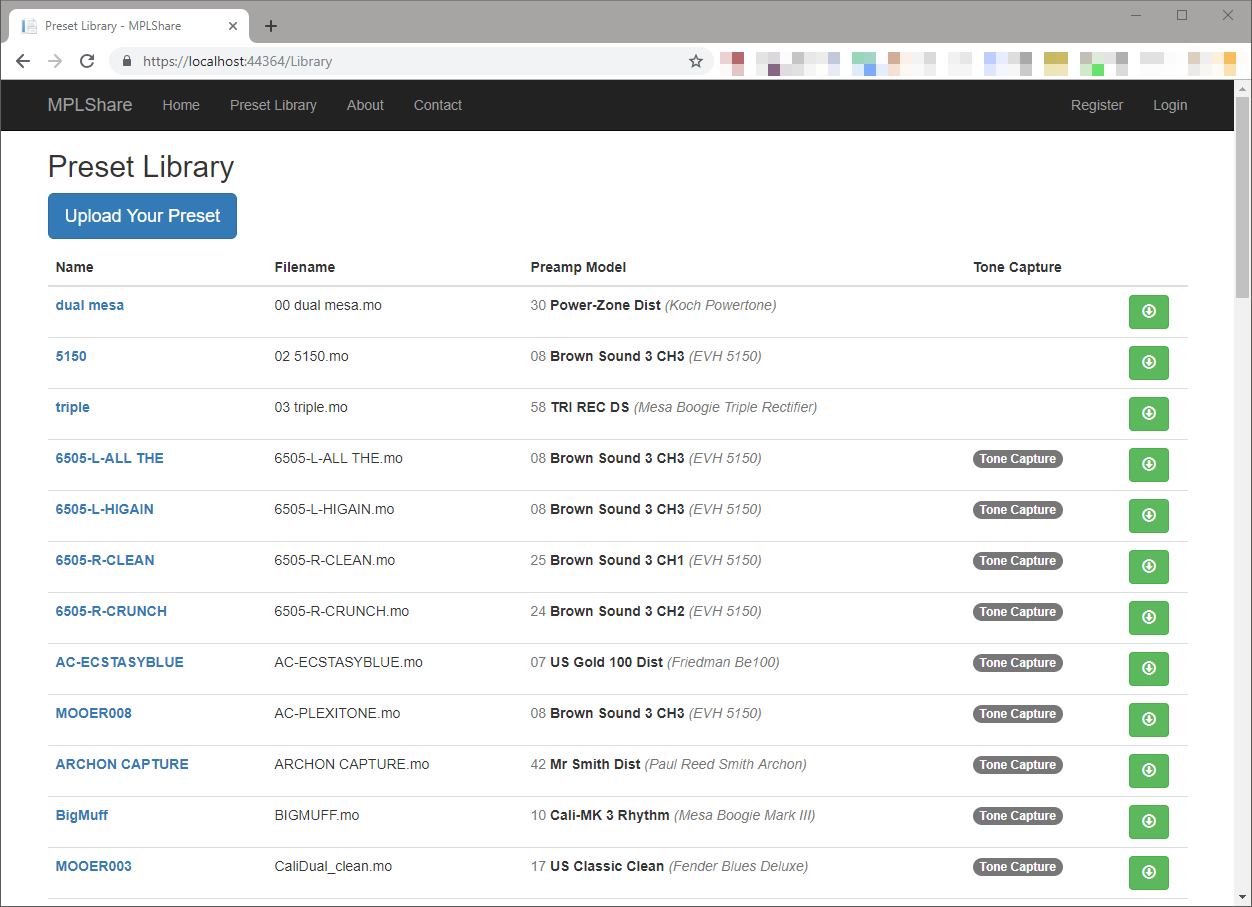 Preset Library - MPLShare
https://localhost:44364/Library
MPLShare Home Preset Library About Contact Register Login
Preset Library
Upload Your Preset
Name Filename Preamp Model Tone Capture
dual mesa 00 dual mesa.mo 30 Power-Zone Dist (Koch Powertone)
5150 02 5150.mo 08 Brown Sound 3 CH3 (EVH 5150)
triple 03 triple.mo 58 TRI REC DS (Mesa Boogie Triple Rectifier)
6505-L-ALL THE 6505-L-ALL THE.mo 08 Brown Sound 3 CH3 (EVH 5150) Tone Capture
6505-L-HIGAIN 6505-L-HIGAIN.mo 08 Brown Sound 3 CH3 (EVH 5150) Tone Capture
6505-R-CLEAN 6505-R-CLEAN.mo 25 Brown Sound 3 CH1 (EVH 5150) Tone Capture
6505-R-CRUNCH 6505-R-CRUNCH.mo 24 Brown Sound 3 CH2 (EVH 5150) Tone Capture
AC-ECSTASYBLUE AC-ECSTASYBLUE.mo 07 US Gold 100 Dist (Friedman Be100) Tone Capture
MOOER008 AC-PLEXITONE.mo 08 Brown Sound 3 CH3 (EVH 5150) Tone Capture
ARCHON CAPTURE ARCHON CAPTURE.mo 42 Mr Smith Dist (Paul Reed Smith Archon) Tone Capture
BigMuff BIGMUFF.mo 10 Cali-MK 3 Rhythm (Mesa Boogie Mark III) Tone Capture
MOOER003 CaliDual_clean.mo 17 US Classic Clean (Fender Blues Deluxe) Tone Capture